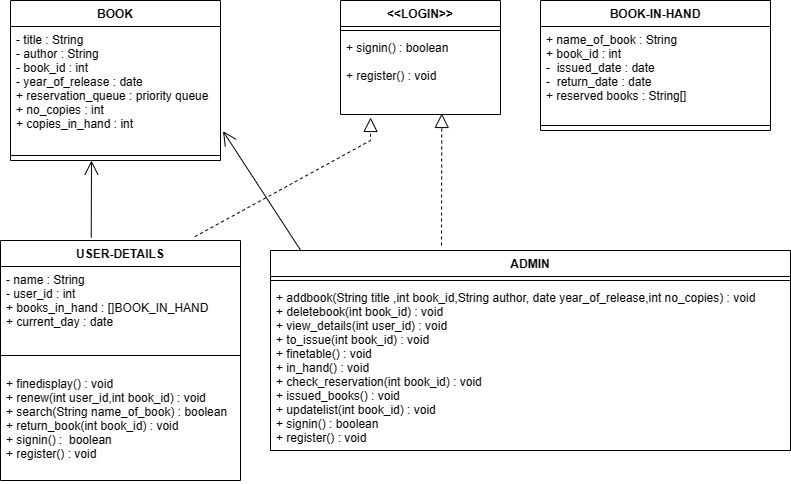 BOOK
- title : String
- author : String
- book_id : int
- year_of_release : date
+ reservation_queue : priority queue
+ no_copies : int
+ copies_in_hand : int
<<LOGIN>>
+ signin() : boolean
+ register() : void
BOOK-IN-HAND
+ name_of_book : String
+ book_id : int
-  issued_date : date
-  return_date : date
+ reserved books : String[]
USER-DETAILS
- name : String
- user_id : int
+ books_in_hand : []BOOK_IN_HAND
+ current_day : date
+ finedisplay() : void
+ renew(int user_id,int book_id) : void
+ search(String name_of_book) : boolean
+ return_book(int book_id) : void
+ signin() :  boolean
+ register() : void
ADMIN
+ addbook(String title ,int book_id,String author, date year_of_release,int no_copies) : void
+ deletebook(int book_id) : void
+ view_details(int user_id) : void
+ to_issue(int book_id) : void
+ finetable() : void
+ in_hand() : void
+ check_reservation(int book_id) : void
+ issued_books() : void
+ updatelist(int book_id) : void
+ signin() : boolean
+ register() : void